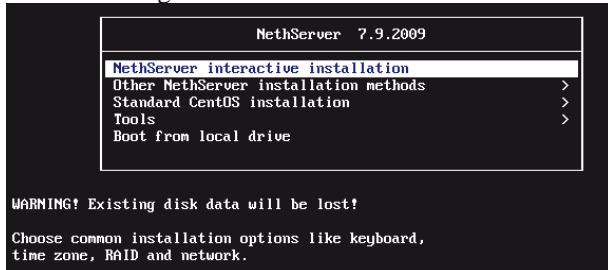 NethServer 7.9.2009
NethServer interactive installation
Other NethServer installation methods >
Standard CentOS installation >
Tools >
Boot from local drive
WARNING! Existing disk data will be lost!
Choose common installation options like keyboard,
time zone, RAID and network.